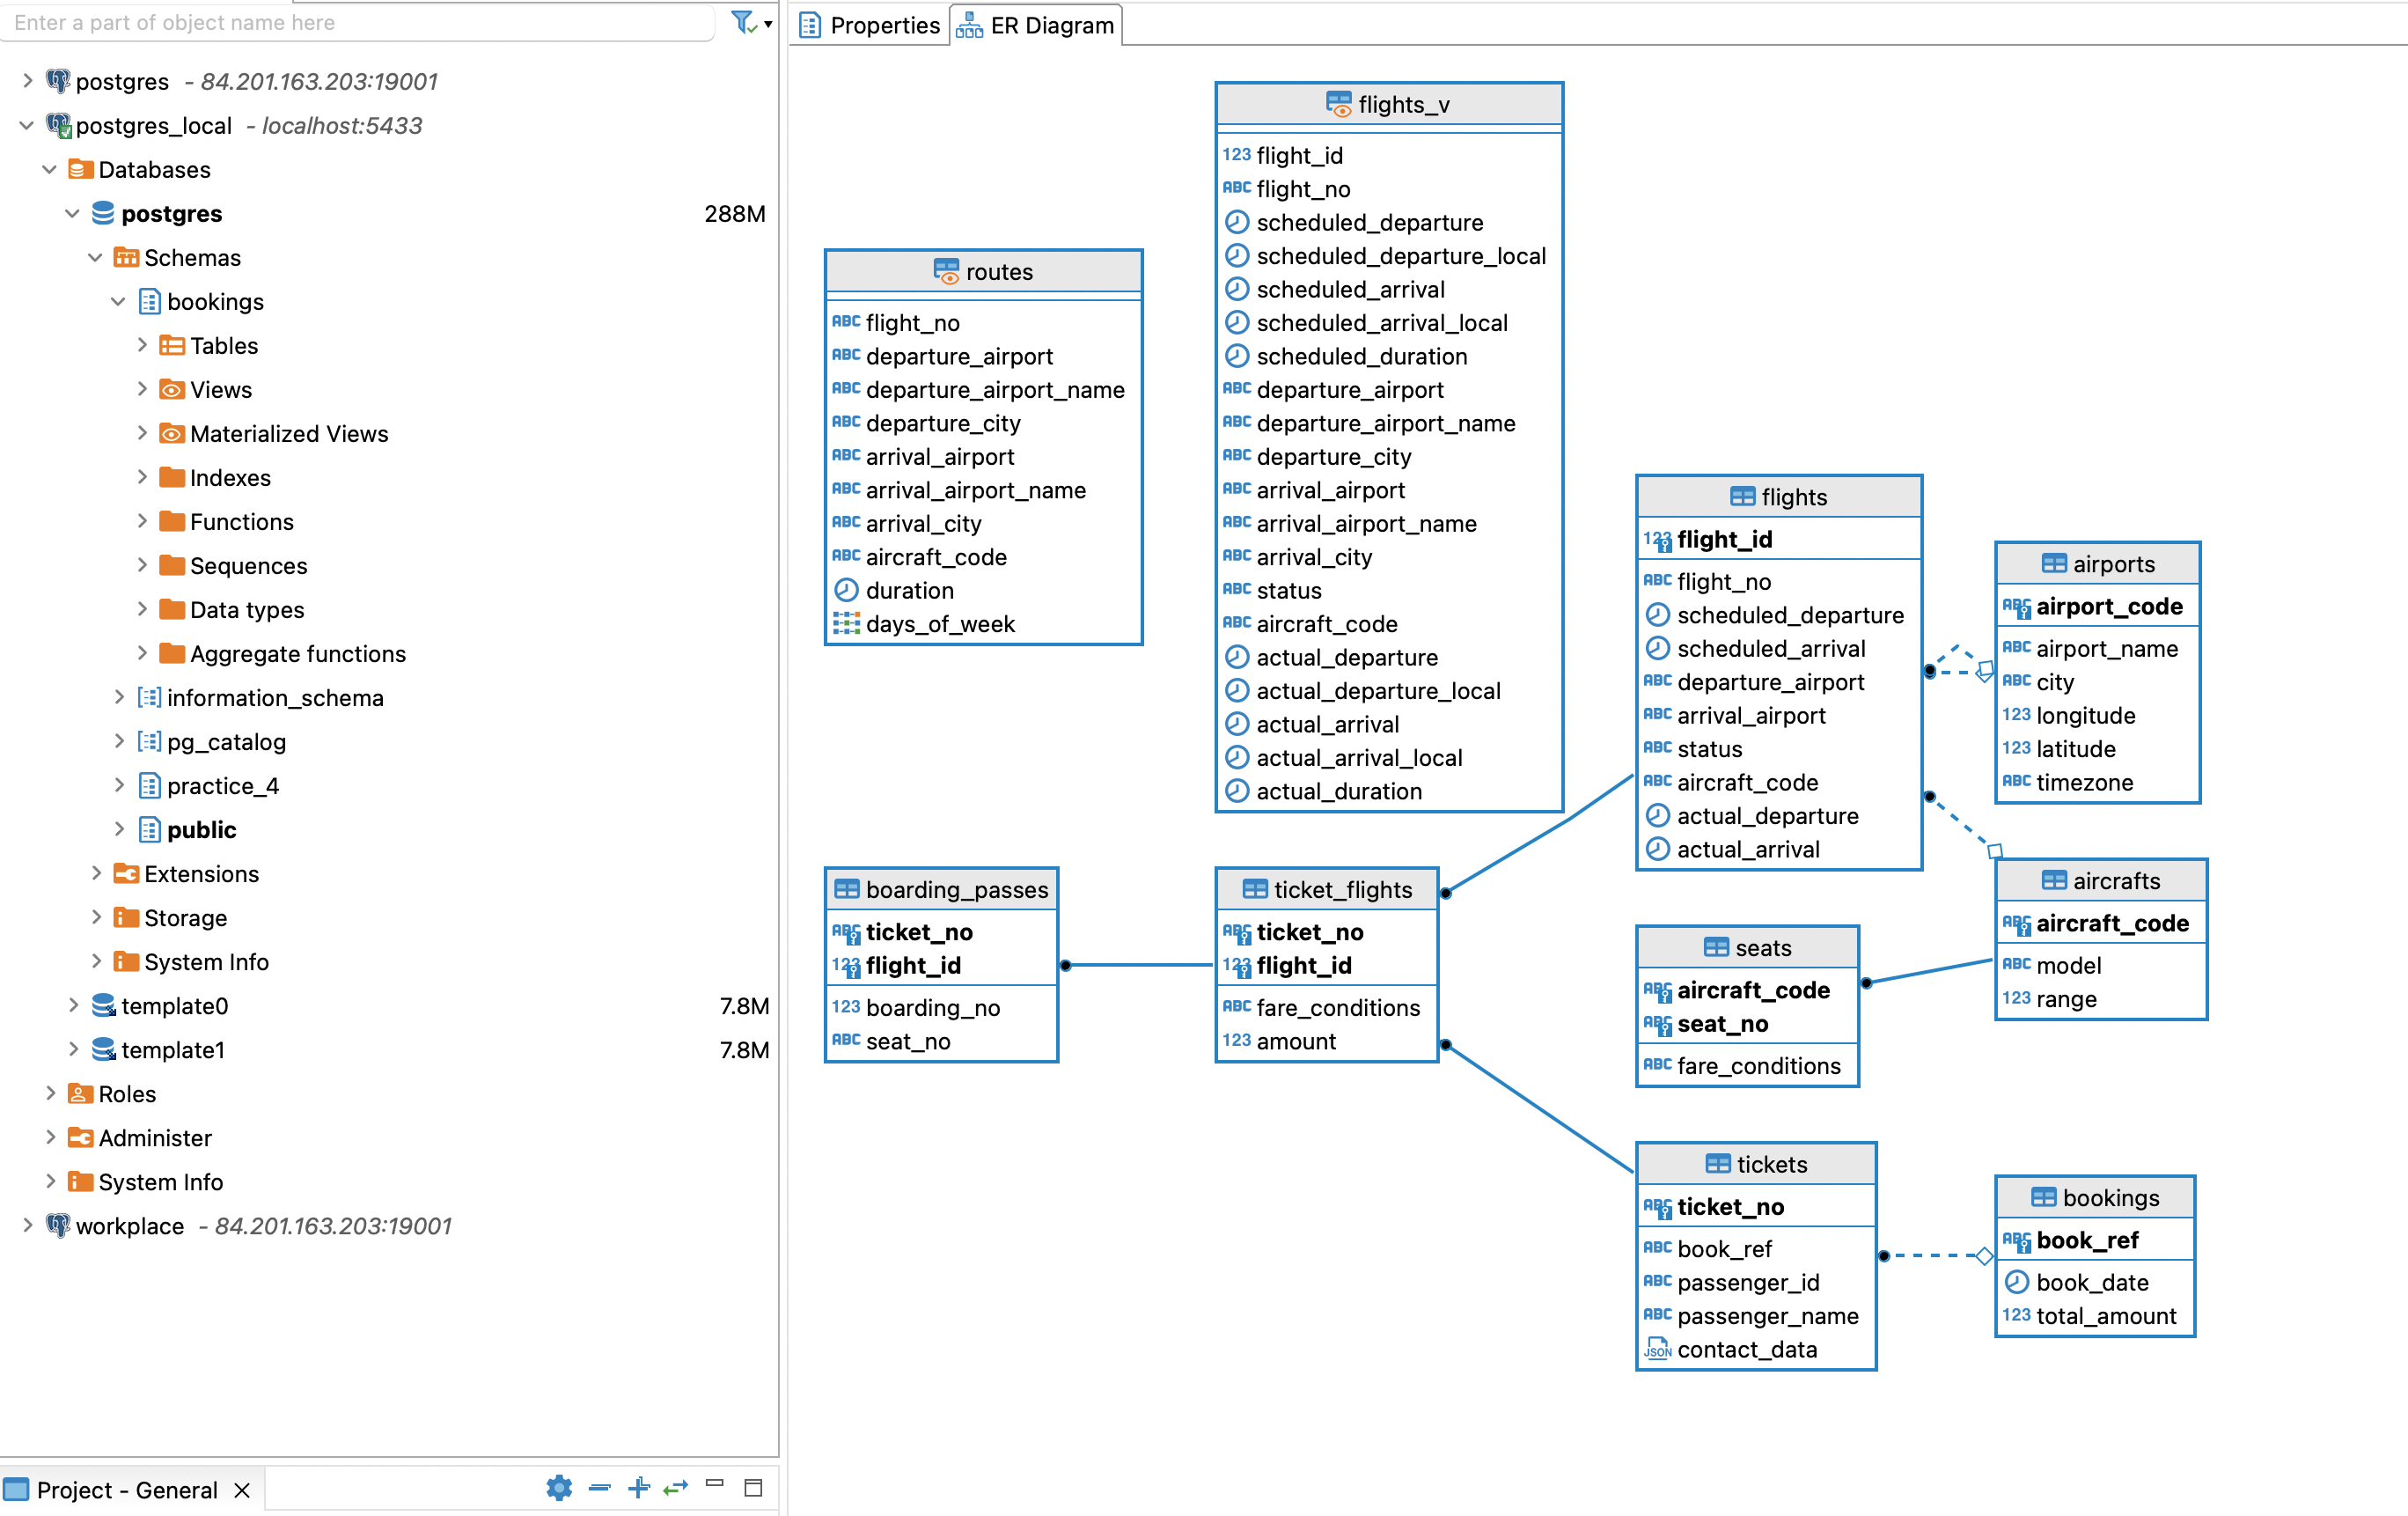 Enter a part of object name here
postgres - 84.201.163.203:19001
postgres_local - localhost:5433
Databases
postgres 288M
Schemas
bookings
Tables
Views
Materialized Views
Indexes
Functions
Sequences
Data types
Aggregate functions
information_schema
pg_catalog
practice_4
public
Extensions
Storage
System Info
template0 7.8M
template1 7.8M
Roles
Administer
System Info
workplace - 84.201.163.203:19001
Project - General
Properties
ER Diagram
routes
ABC flight_no
ABC departure_airport
ABC departure_airport_name
ABC departure_city
ABC arrival_airport
ABC arrival_airport_name
ABC arrival_city
ABC aircraft_code
duration
days_of_week
flights_v
123 flight_id
ABC flight_no
scheduled_departure
scheduled_departure_local
scheduled_arrival
scheduled_arrival_local
scheduled_duration
ABC departure_airport
ABC departure_airport_name
ABC departure_city
ABC arrival_airport
ABC arrival_airport_name
ABC arrival_city
ABC status
ABC aircraft_code
actual_departure
actual_departure_local
actual_arrival
actual_arrival_local
actual_duration
flights
123 flight_id
ABC flight_no
scheduled_departure
scheduled_arrival
ABC departure_airport
ABC arrival_airport
ABC status
ABC aircraft_code
actual_departure
actual_arrival
airports
ABC airport_code
ABC airport_name
ABC city
123 longitude
123 latitude
ABC timezone
boarding_passes
ABC ticket_no
123 flight_id
123 boarding_no
ABC seat_no
ticket_flights
ABC ticket_no
123 flight_id
ABC fare_conditions
123 amount
seats
ABC aircraft_code
ABC seat_no
ABC fare_conditions
aircrafts
ABC aircraft_code
ABC model
123 range
tickets
ABC ticket_no
ABC book_ref
ABC passenger_id
ABC passenger_name
JSON contact_data
bookings
ABC book_ref
book_date
123 total_amount